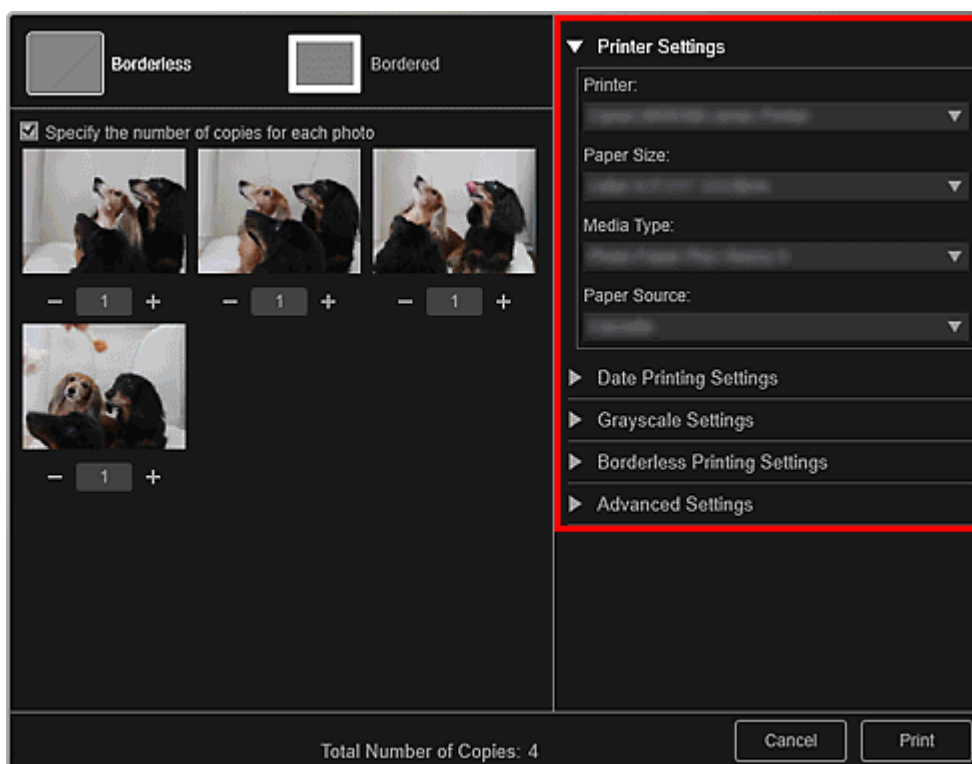 Borderless
Bordered
Specify the number of copies for each photo
1
1
1
1
Printer Settings
Printer:
Paper Size:
Media Type:
Paper Source:
Date Printing Settings
Grayscale Settings
Borderless Printing Settings
Advanced Settings
Total Number of Copies: 4
Cancel
Print